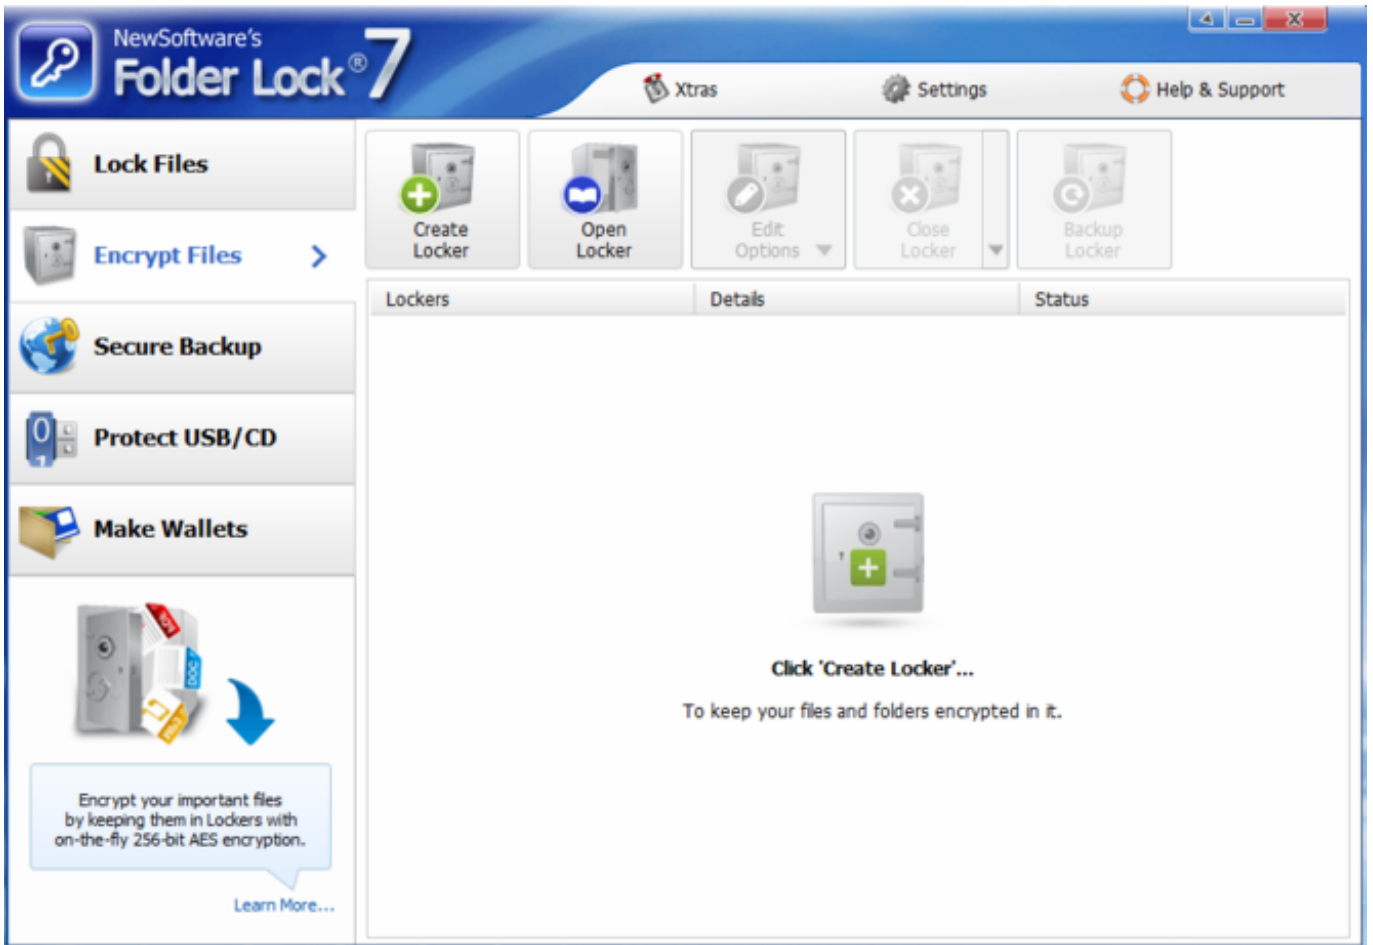 NewSoftware's
Folder Lock® 7
Xtras
Settings
Help & Support
Lock Files
Encrypt Files
Secure Backup
Protect USB/CD
Make Wallets
Create
Locker
Open
Locker
Edit
Options
Close
Locker
Backup
Locker
Lockers
Details
Status
Click 'Create Locker'...
To keep your files and folders encrypted in it.
DOC
Encrypt your important files
by keeping them in Lockers with
on-the-fly 256-bit AES encryption.
Learn More...